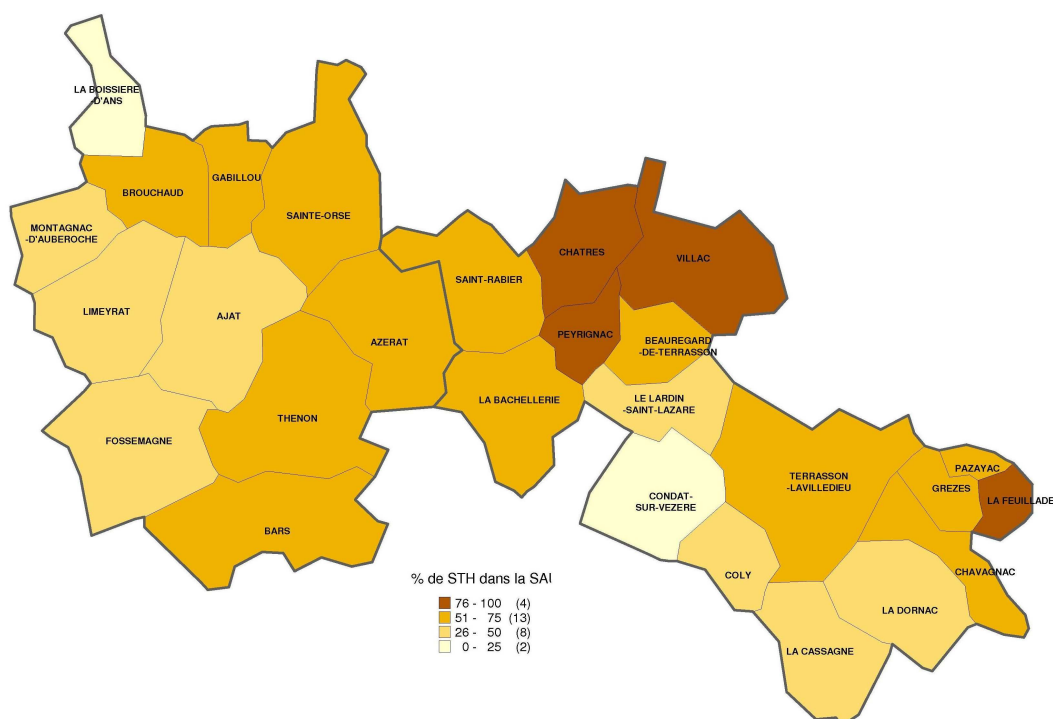 LA BOISSIERE
-D'ANS
GABILLOU
BROUCHAUD
SAINTE-ORSE
MONTAGNAC
-D'AUBEROCHE
CHATRES
VILLAC
SAINT-RABIER
LIMEYRAT
AJAT
PEYRIGNAC
AZERAT
BEAUREGARD
-DE-TERRASSON
LA BACHELLERIE
LE LARDIN
-SAINT-LAZARE
THENON
FOSSEMAGNE
PAZAYAC
TERRASSON
-LAVILLEDIEU
GREZES
CONDAT-
SUR-VEZERE
LA FEUILLADE
BARS
CHAVAGNAC
COLY
LA DORNAC
LA CASSAGNE
% de STH dans la SAU
76 - 100 (4)
51 - 75 (13)
26 - 50 (8)
0 - 25 (2)